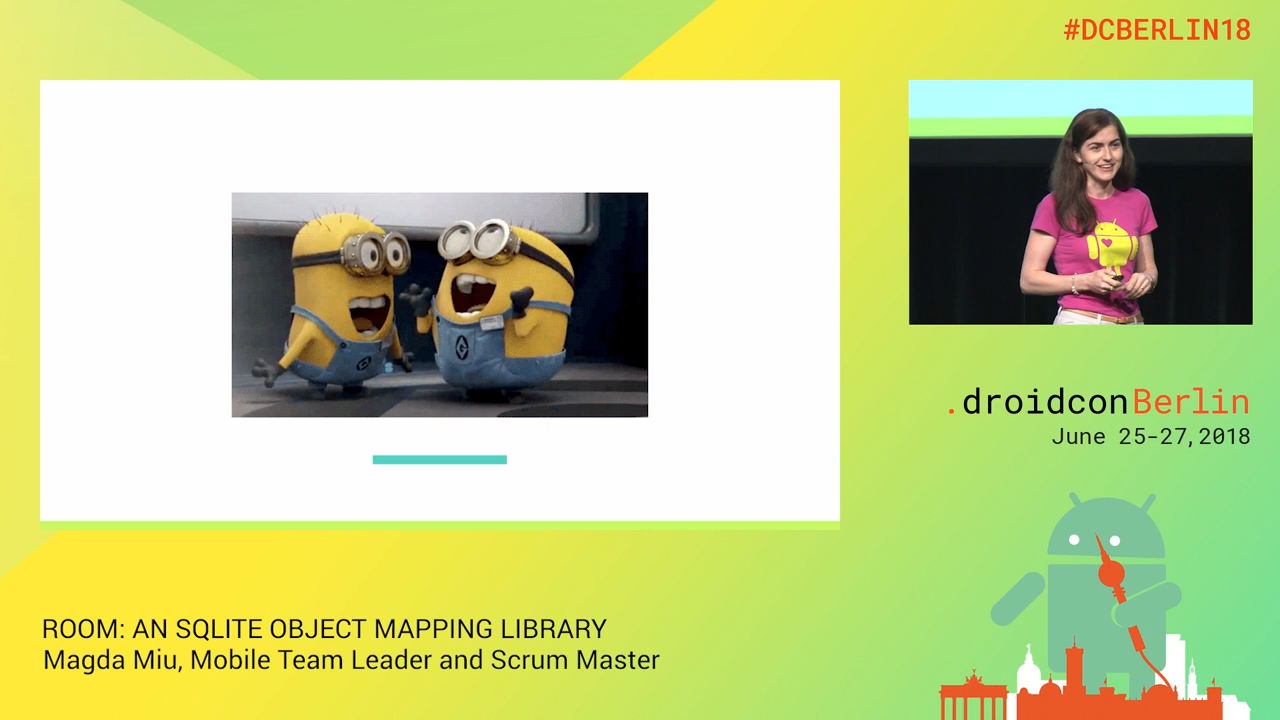 #DCBERLIN18
.droidconBerlin
June 25-27, 2018
ROOM: AN SQLITE OBJECT MAPPING LIBRARY
Magda Miu, Mobile Team Leader and Scrum Master